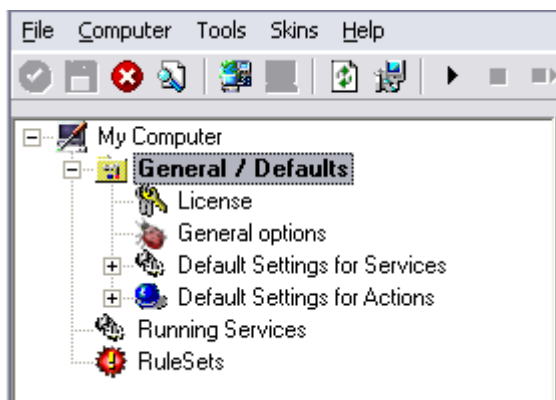 File Computer Tools Skins Help
My Computer
General / Defaults
License
General options
Default Settings for Services
Default Settings for Actions
Running Services
RuleSets